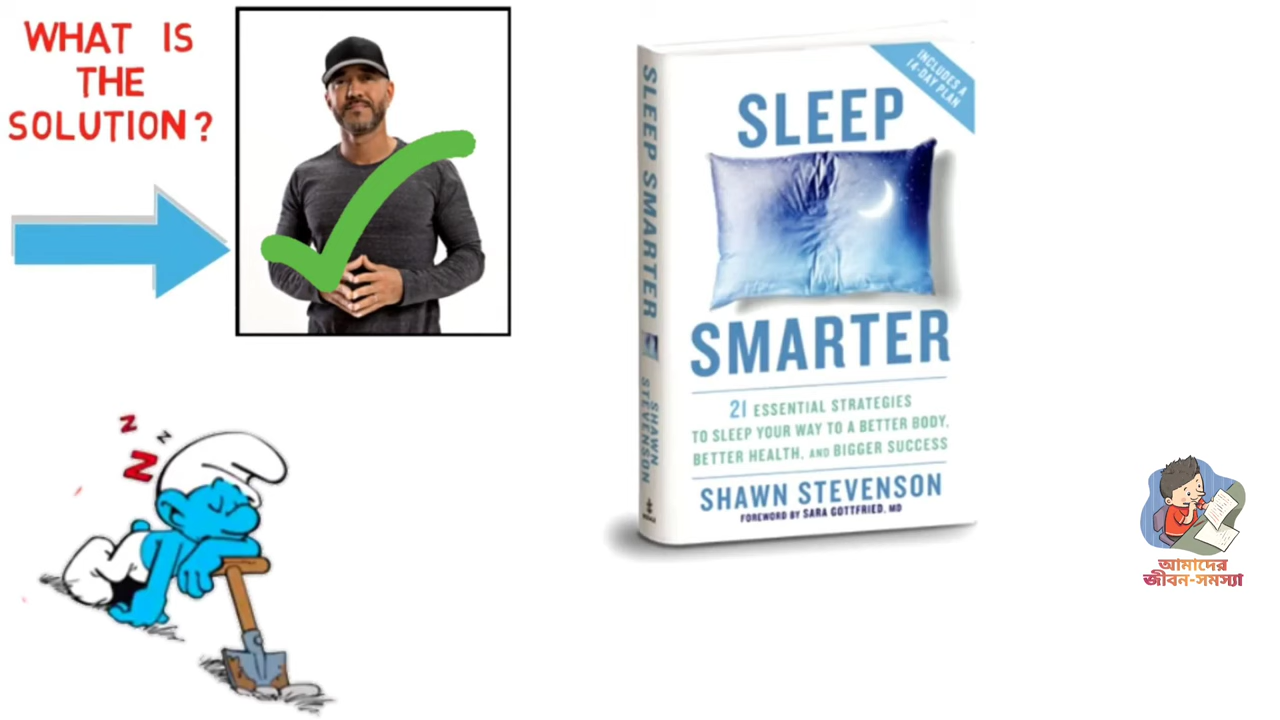 WHAT IS
THE
SOLUTION?
Z
Z
Z
SLEEP SMARTER
SHAWN
STEVENSON
INCLUDES A
14-DAY PLAN
SLEEP
SMARTER
21 ESSENTIAL STRATEGIES
TO SLEEP YOUR WAY TO A BETTER BODY,
BETTER HEALTH, AND BIGGER SUCCESS
SHAWN STEVENSON
FOREWORD BY SARA GOTTFRIED, MD
আমাদের
জীবন-সমস্যা